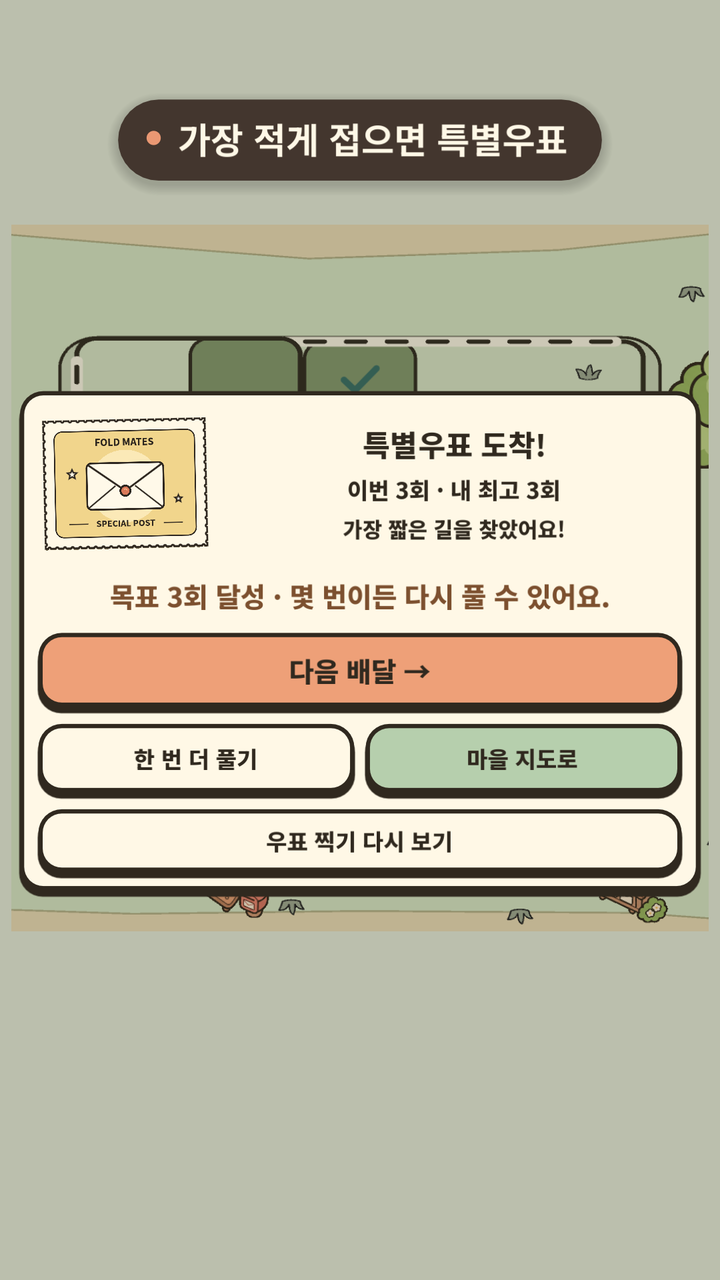 가장 적게 접으면 특별우표
FOLD MATES
SPECIAL POST
특별우표 도착!
이번 3회 · 내 최고 3회
가장 짧은 길을 찾았어요!
목표 3회 달성 · 몇 번이든 다시 풀 수 있어요.
다음 배달 →
한 번 더 풀기
마을 지도로
우표 찍기 다시 보기